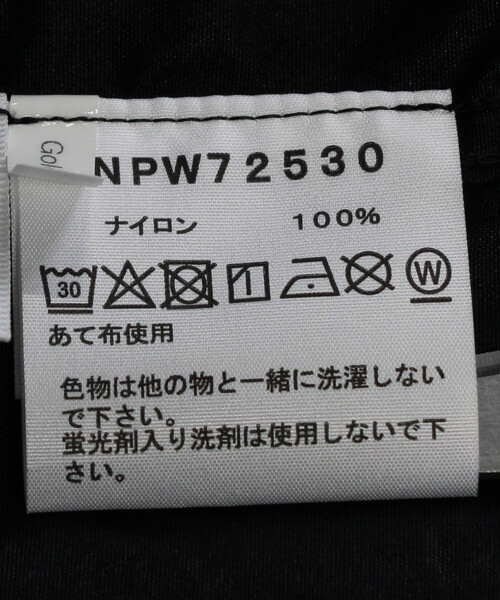 Gol
NPW72530
ナイロン 100%
30 W
あて布使用
色物は他の物と一緒に洗濯しない
で下さい。
蛍光剤入り洗剤は使用しないで下
さい。